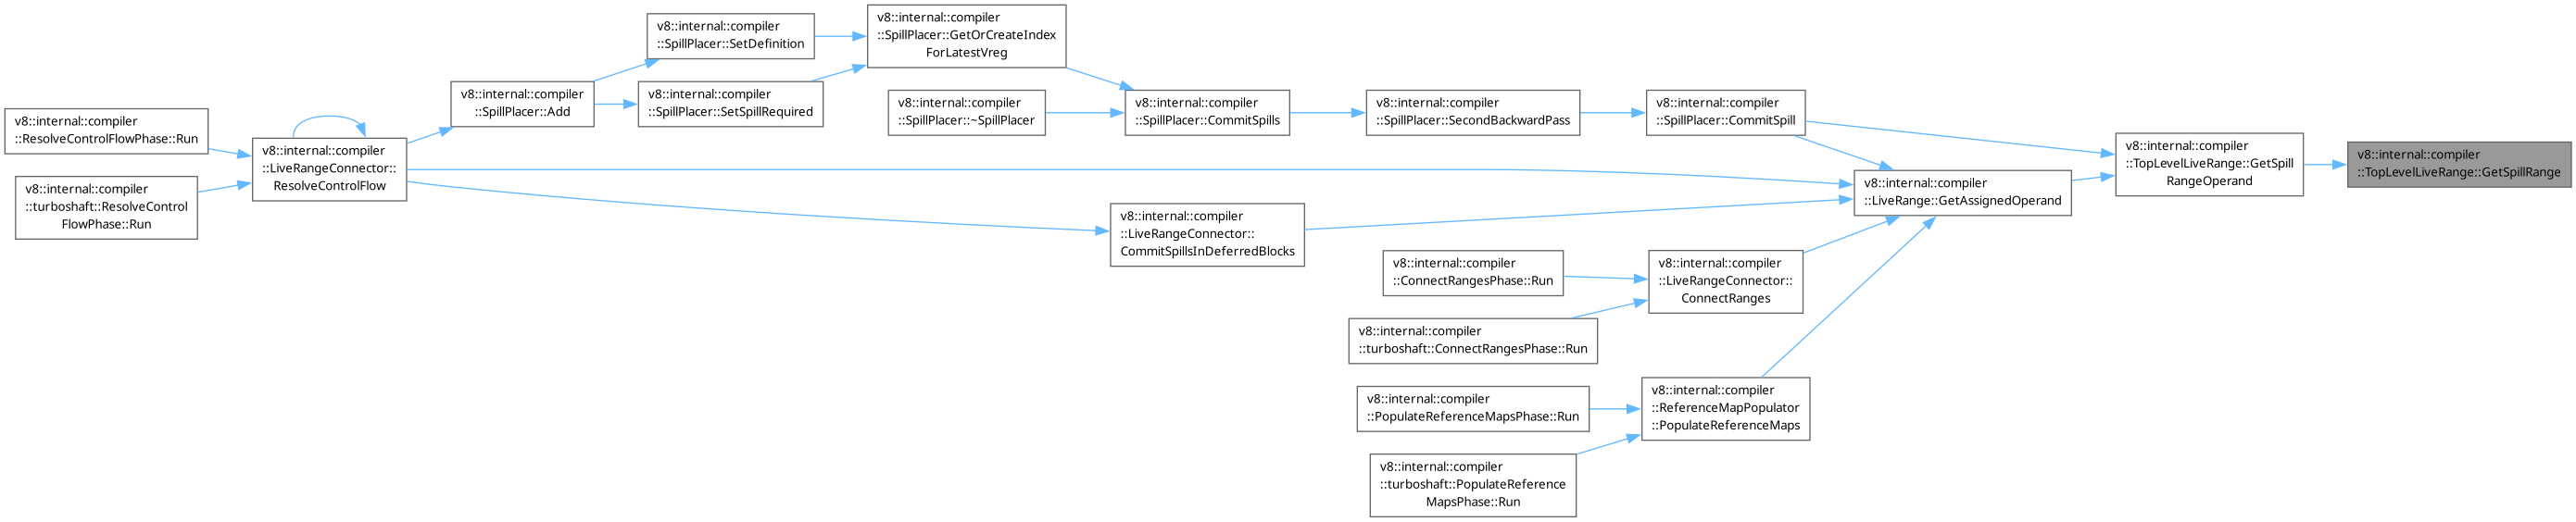 v8::internal::compiler
::ResolveControlFlowPhase::Run
v8::internal::compiler
::turboshaft::ResolveControl
FlowPhase::Run
v8::internal::compiler
::LiveRangeConnector::
ResolveControlFlow
v8::internal::compiler
::SpillPlacer::Add
v8::internal::compiler
::SpillPlacer::SetDefinition
v8::internal::compiler
::SpillPlacer::SetSpillRequired
v8::internal::compiler
::SpillPlacer::GetOrCreateIndex
ForLatestVreg
v8::internal::compiler
::SpillPlacer::~SpillPlacer
v8::internal::compiler
::SpillPlacer::CommitSpills
v8::internal::compiler
::LiveRangeConnector::
CommitSpillsInDeferredBlocks
v8::internal::compiler
::SpillPlacer::SecondBackwardPass
v8::internal::compiler
::ConnectRangesPhase::Run
v8::internal::compiler
::turboshaft::ConnectRangesPhase::Run
v8::internal::compiler
::PopulateReferenceMapsPhase::Run
v8::internal::compiler
::turboshaft::PopulateReference
MapsPhase::Run
v8::internal::compiler
::SpillPlacer::CommitSpill
v8::internal::compiler
::LiveRangeConnector::
ConnectRanges
v8::internal::compiler
::ReferenceMapPopulator
::PopulateReferenceMaps
v8::internal::compiler
::LiveRange::GetAssignedOperand
v8::internal::compiler
::TopLevelLiveRange::GetSpill
RangeOperand
v8::internal::compiler
::TopLevelLiveRange::GetSpillRange